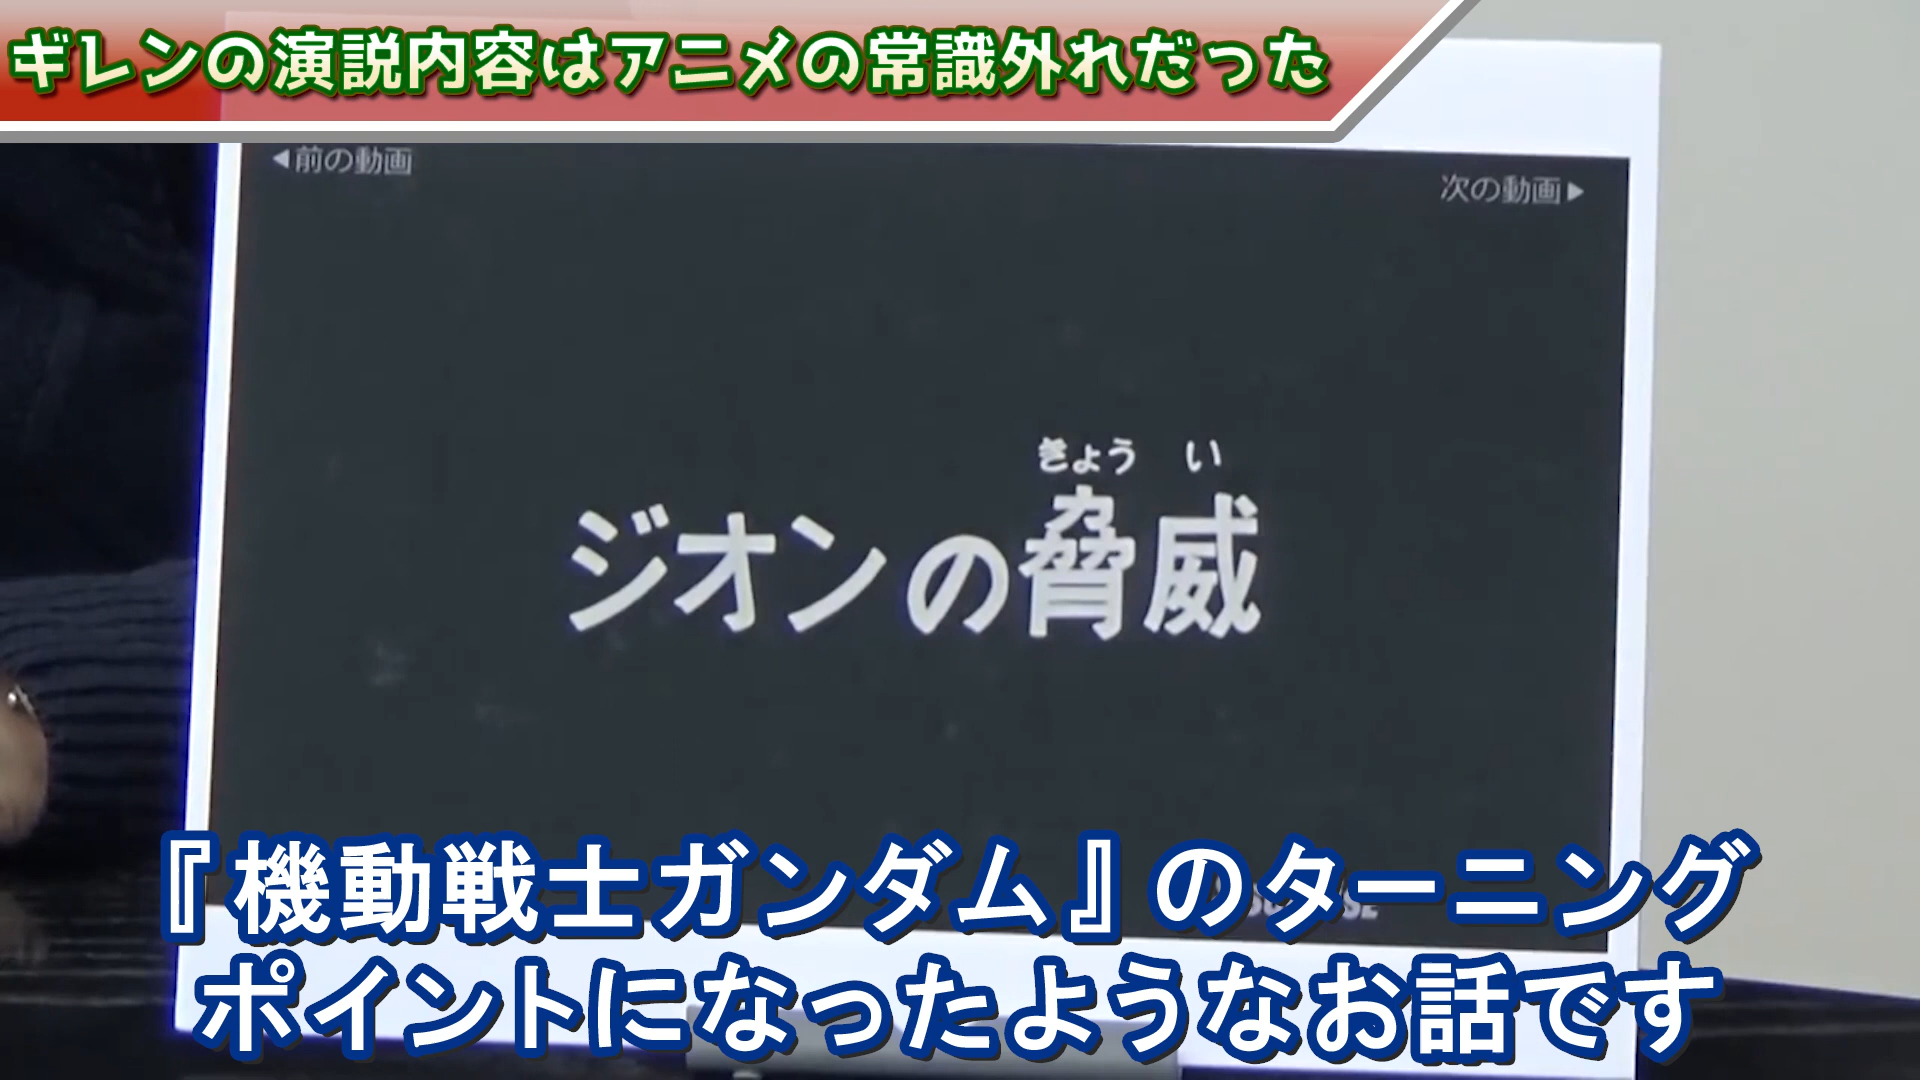 ギレンの演説内容はアニメの常識外れだった
◀前の動画
次の動画▶
きょう い
ジオンの脅威
『機動戦士ガンダム』のターニング
ポイントになったようなお話です